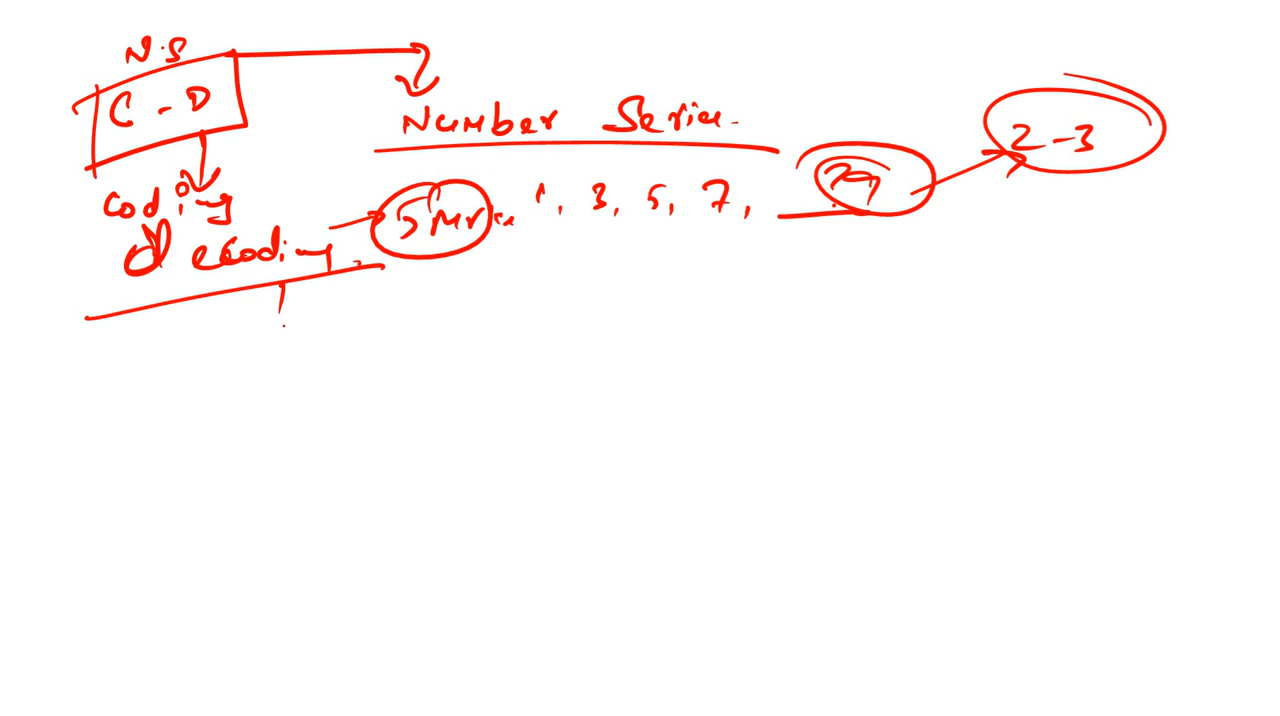 N.S
C - D
Number Series
2-3
1, 3, 5, 7,
coding
decoding